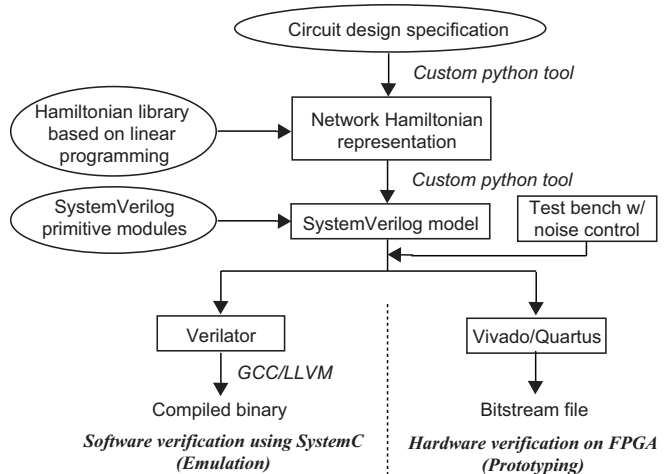 Circuit design specification
Custom python tool
Hamiltonian library
based on linear
programming
Network Hamiltonian
representation
Custom python tool
SystemVerilog
primitive modules
SystemVerilog model
Test bench w/
noise control
Verilator
Vivado/Quartus
GCC/LLVM
Compiled binary
Bitstream file
Software verification using SystemC
(Emulation)
Hardware verification on FPGA
(Prototyping)